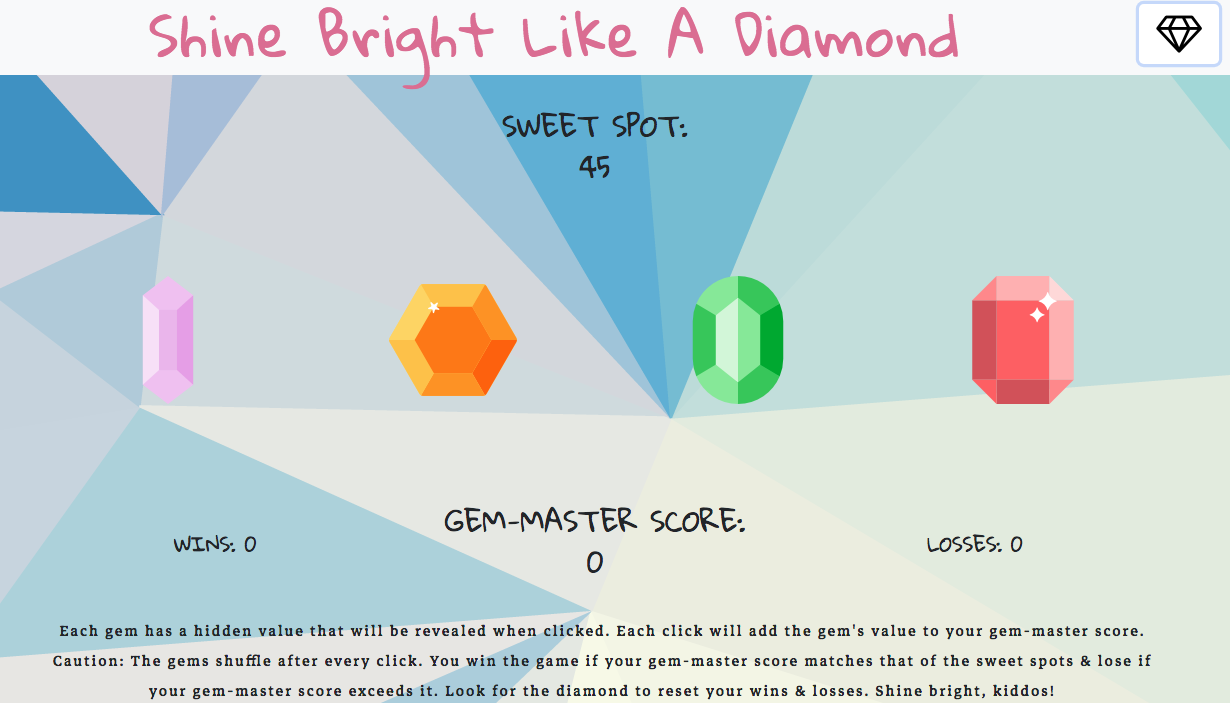 Shine Bright Like A Diamond
SWEET SPOT:
45
GEM-MASTER SCORE:
WINS: 0
0
LOSSES: 0
Each gem has a hidden value that will be revealed when clicked. Each click will add the gem's value to your gem-master score.
Caution: The gems shuffle after every click. You win the game if your gem-master score matches that of the sweet spots & lose if
your gem-master score exceeds it. Look for the diamond to reset your wins & losses. Shine bright, kiddos!